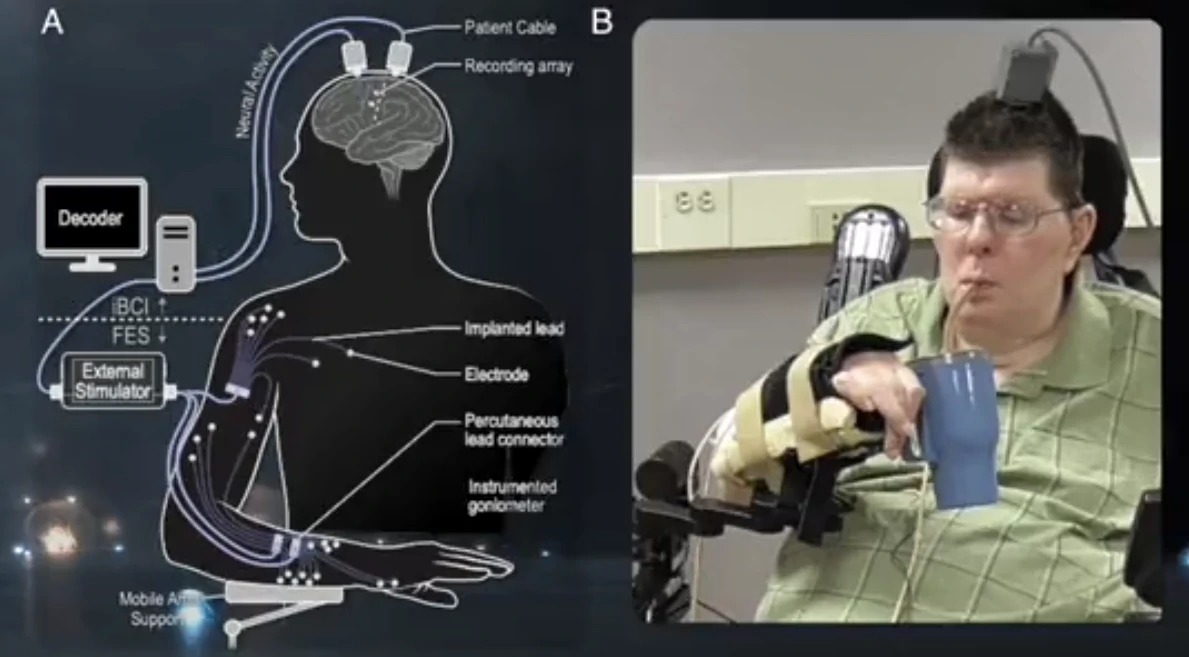 A
B
Patient Cable
Recording array
Neural Activity
Decoder
iBCI ↑
FES ↓
External
Stimulator
Implanted lead
Electrode
Percutaneous
lead connector
Instrumented
goniometer
Mobile Arm
Support